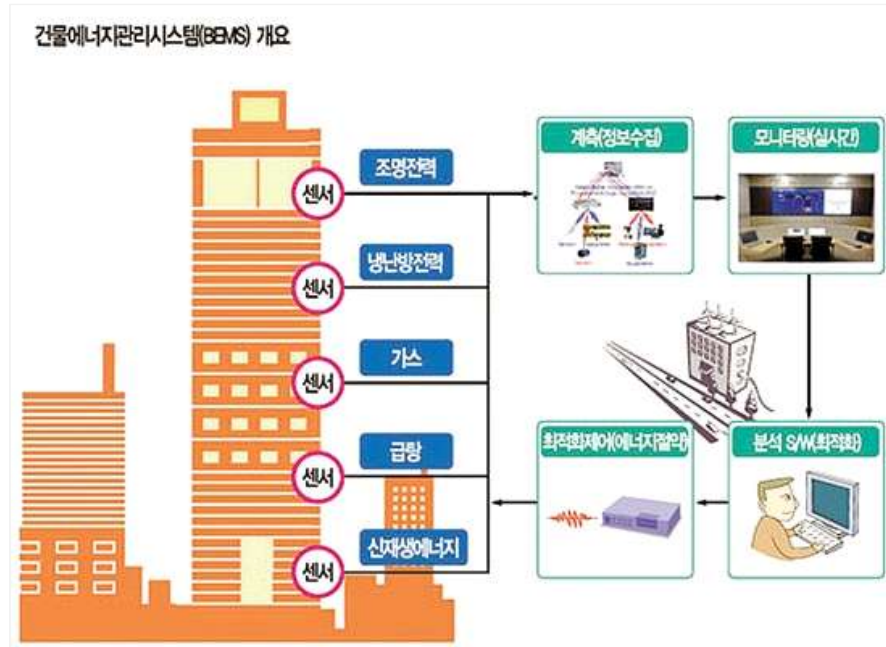 건물에너지관리시스템(BEMS) 개요
센서
조명전력
센서
냉난방전력
센서
가스
센서
급탕
센서
신재생에너지
계측(정보수집)
모니터링(실시간)
분석 S/W(최적화)
최적화제어(에너지절약)